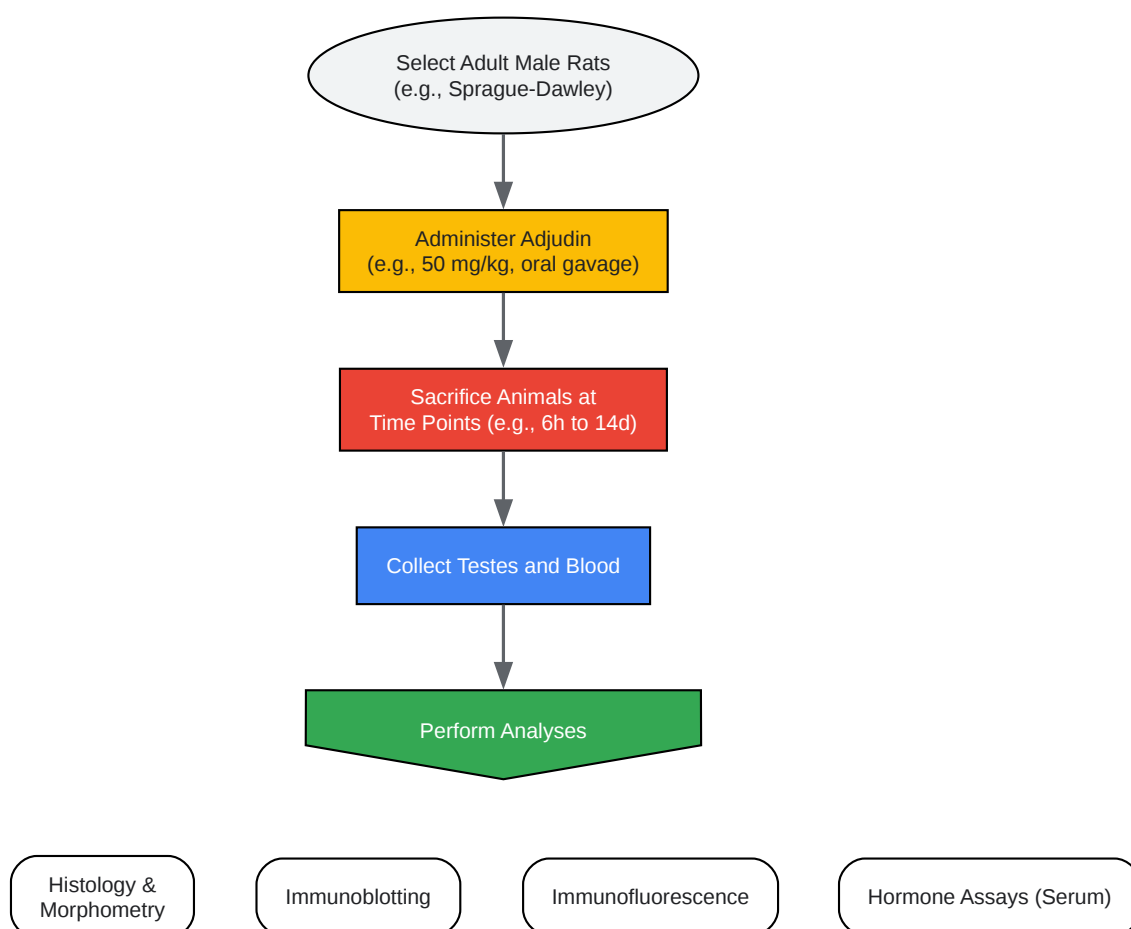 Select Adult Male Rats
(e.g., Sprague-Dawley)
Administer Adjudin
(e.g., 50 mg/kg, oral gavage)
Sacrifice Animals at
Time Points (e.g., 6h to 14d)
Collect Testes and Blood
Perform Analyses
Histology &
Morphometry
Immunoblotting
Immunofluorescence
Hormone Assays (Serum)